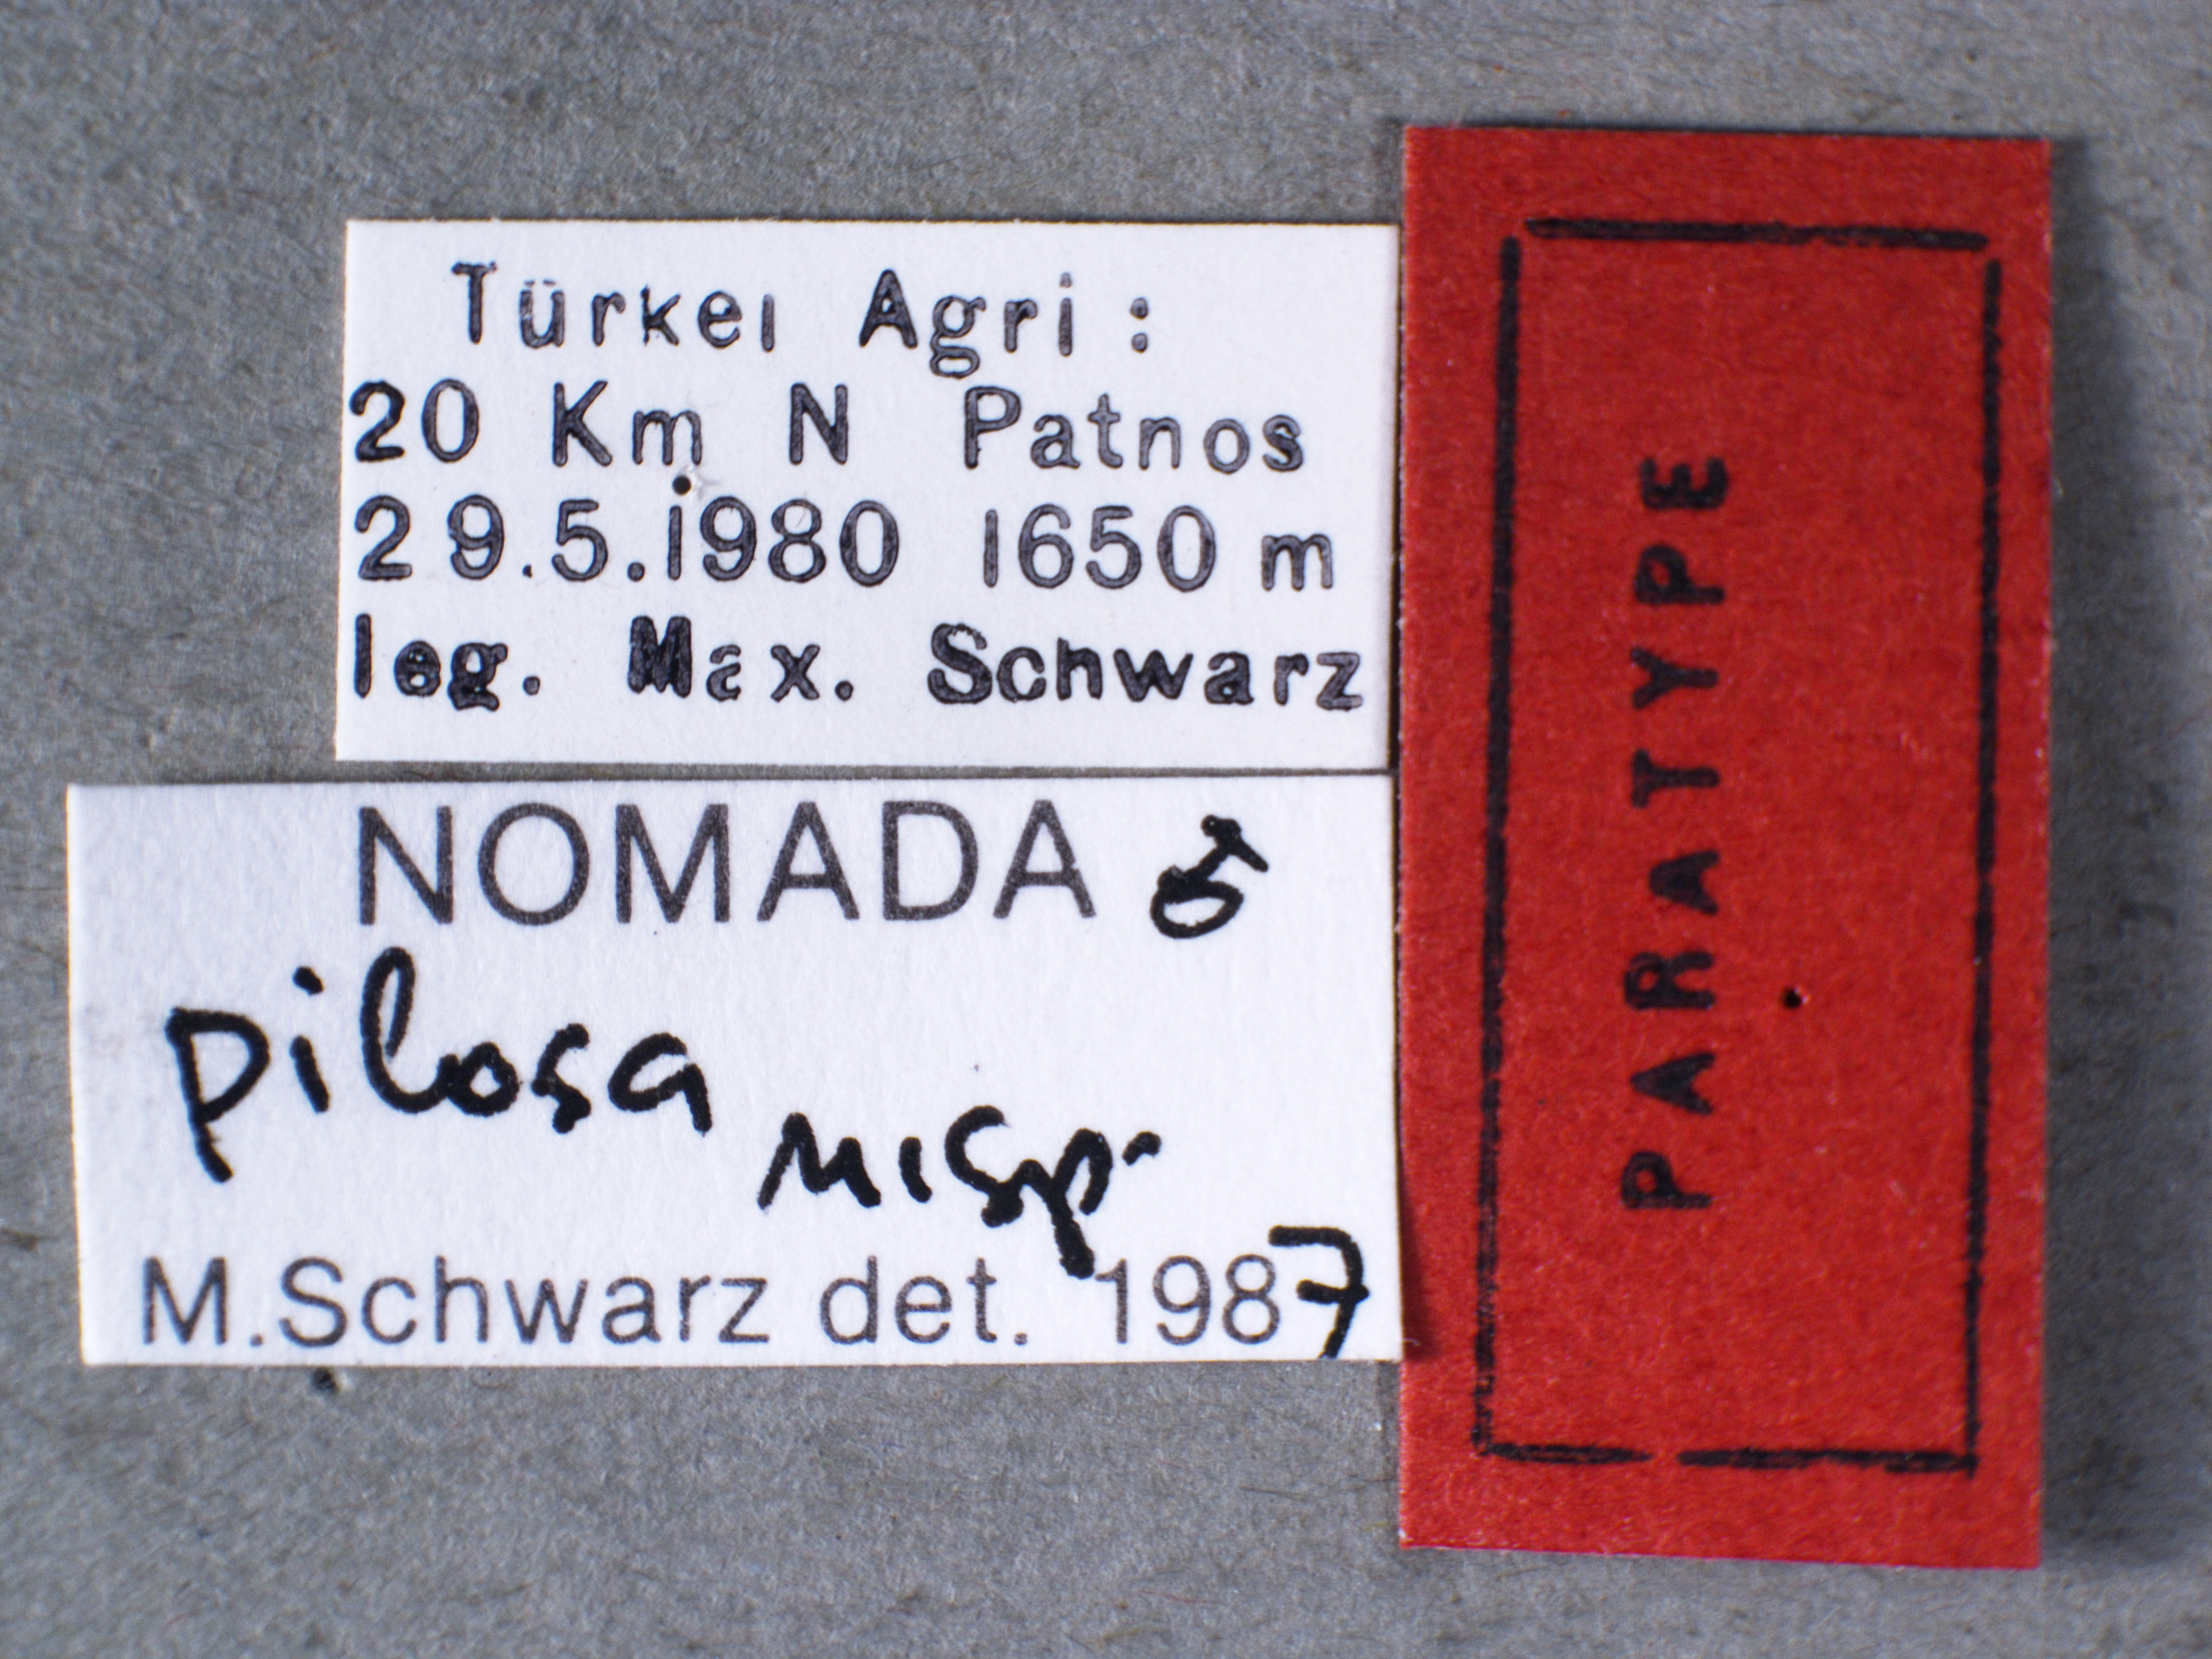 Türkei Agri :
20 Km N Patnos
29.5.1980 1650 m
leg. Max. Schwarz
NOMADA ♂
pilosa
n.sp.
M.Schwarz det. 1987
PARATYPE